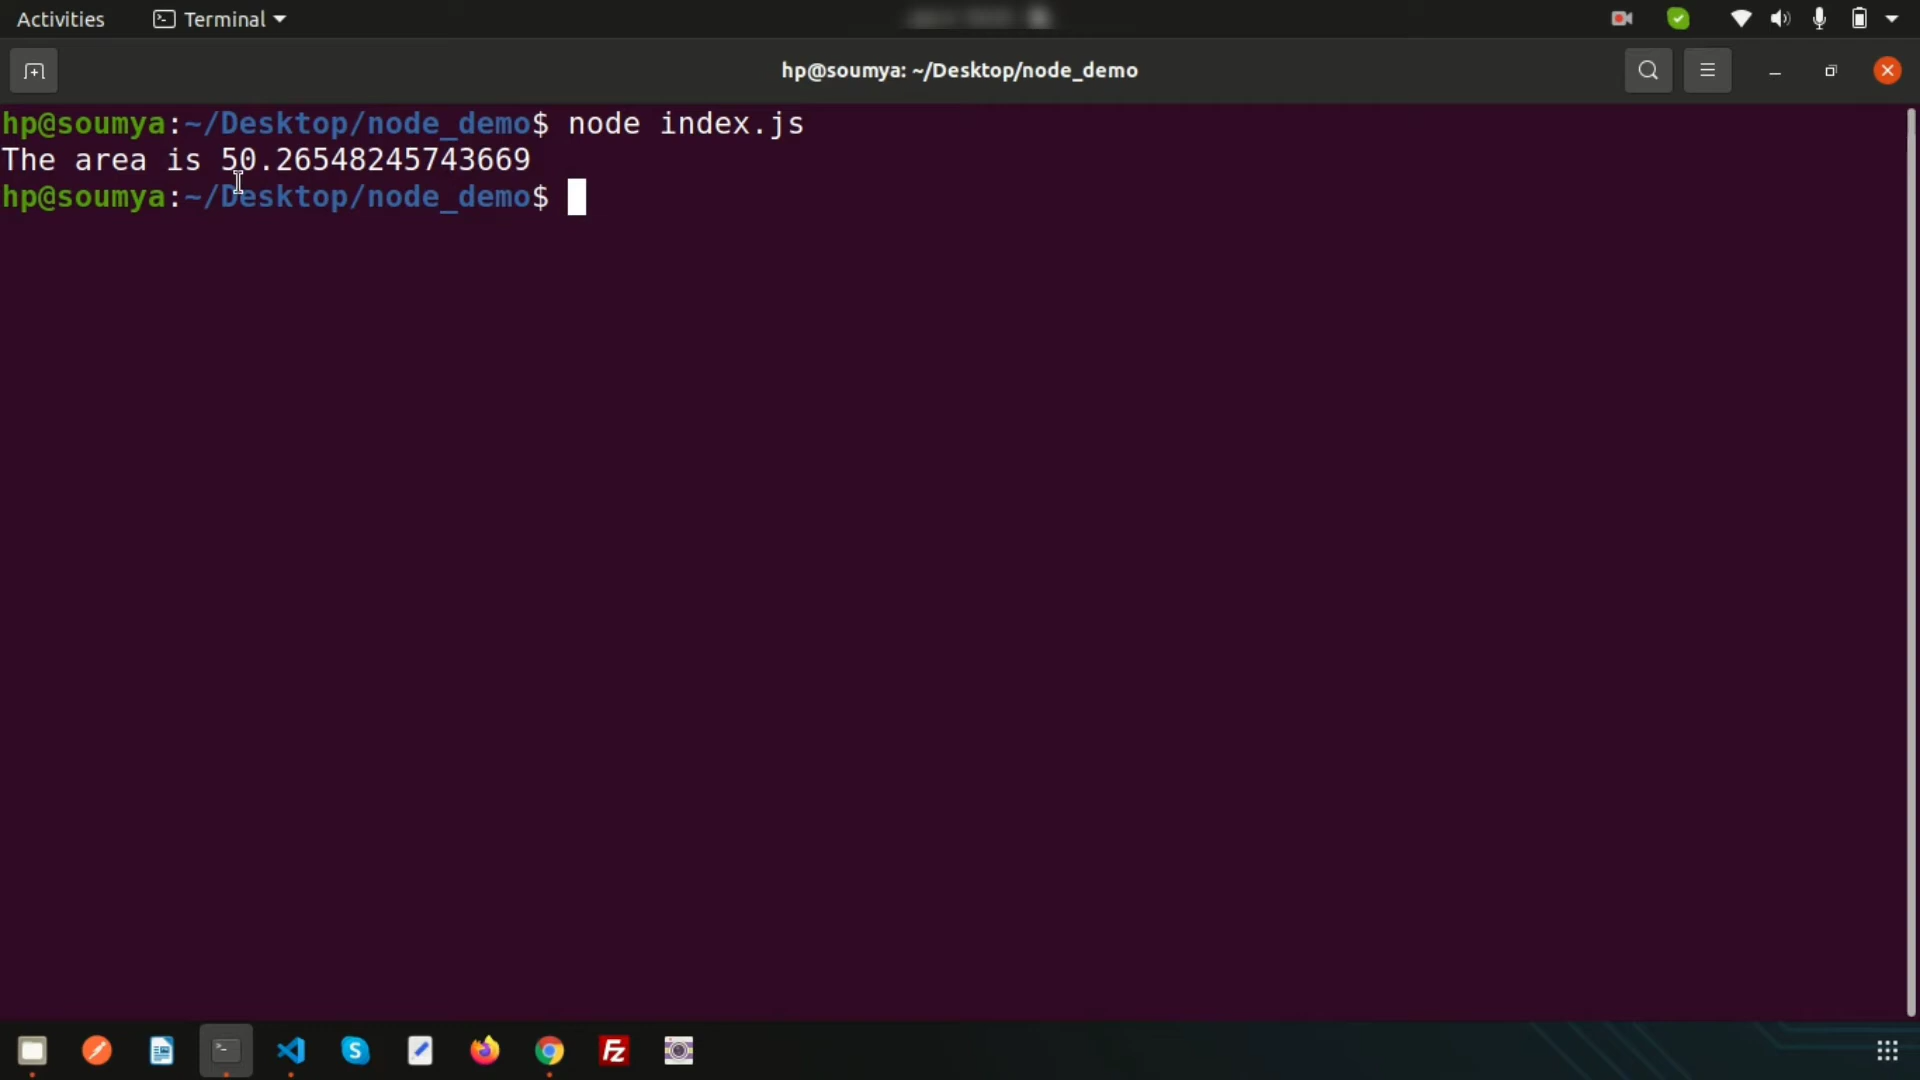 Activities Terminal
hp@soumya: ~/Desktop/node_demo
hp@soumya:~/Desktop/node_demo$ node index.js
The area is 50.26548245743669
hp@soumya:~/Desktop/node_demo$